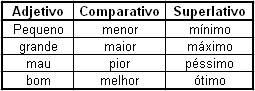 Adjetivo Comparativo Superlativo
Pequeno menor mínimo
grande maior máximo
mau pior péssimo
bom melhor ótimo